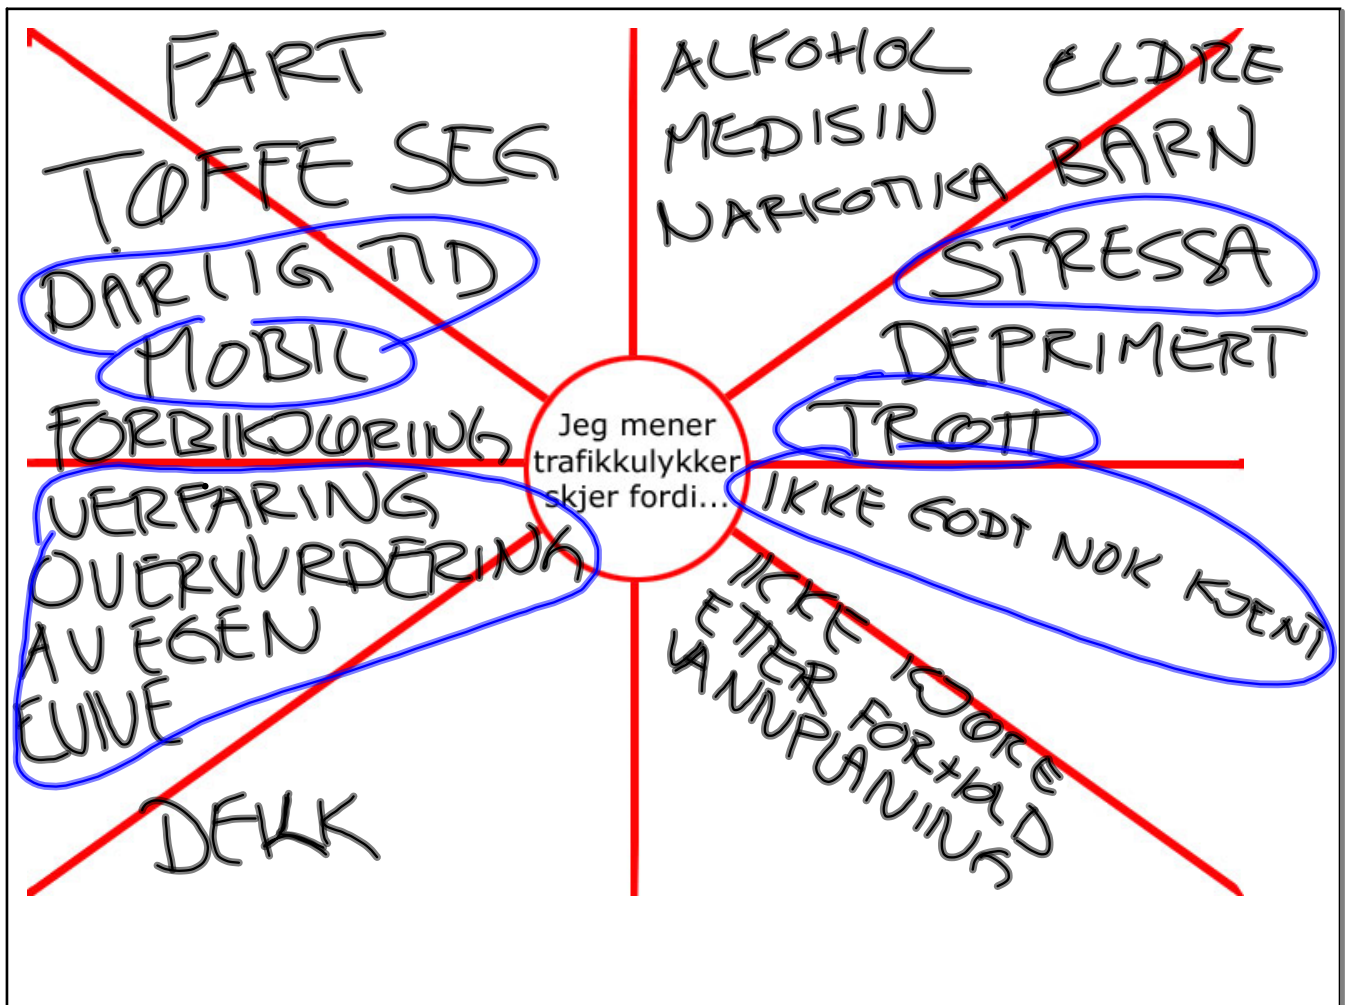 FART
TØFFE SEG
DÅRLIG TID
MOBIL
FORBIKJØRING
UERFARING
OVERVURDERING
AV EGEN
EVNE
DEKK
ALKOHOL
MEDISIN
NARKOTIKA
ELDRE
BARN
STRESSA
DEPRIMERT
TRØTT
Jeg mener
trafikkulykker
skjer fordi...
IKKE GODT NOK KJENT
IKKE KJØRE
ETTER FORHOLD
VANNPLANING